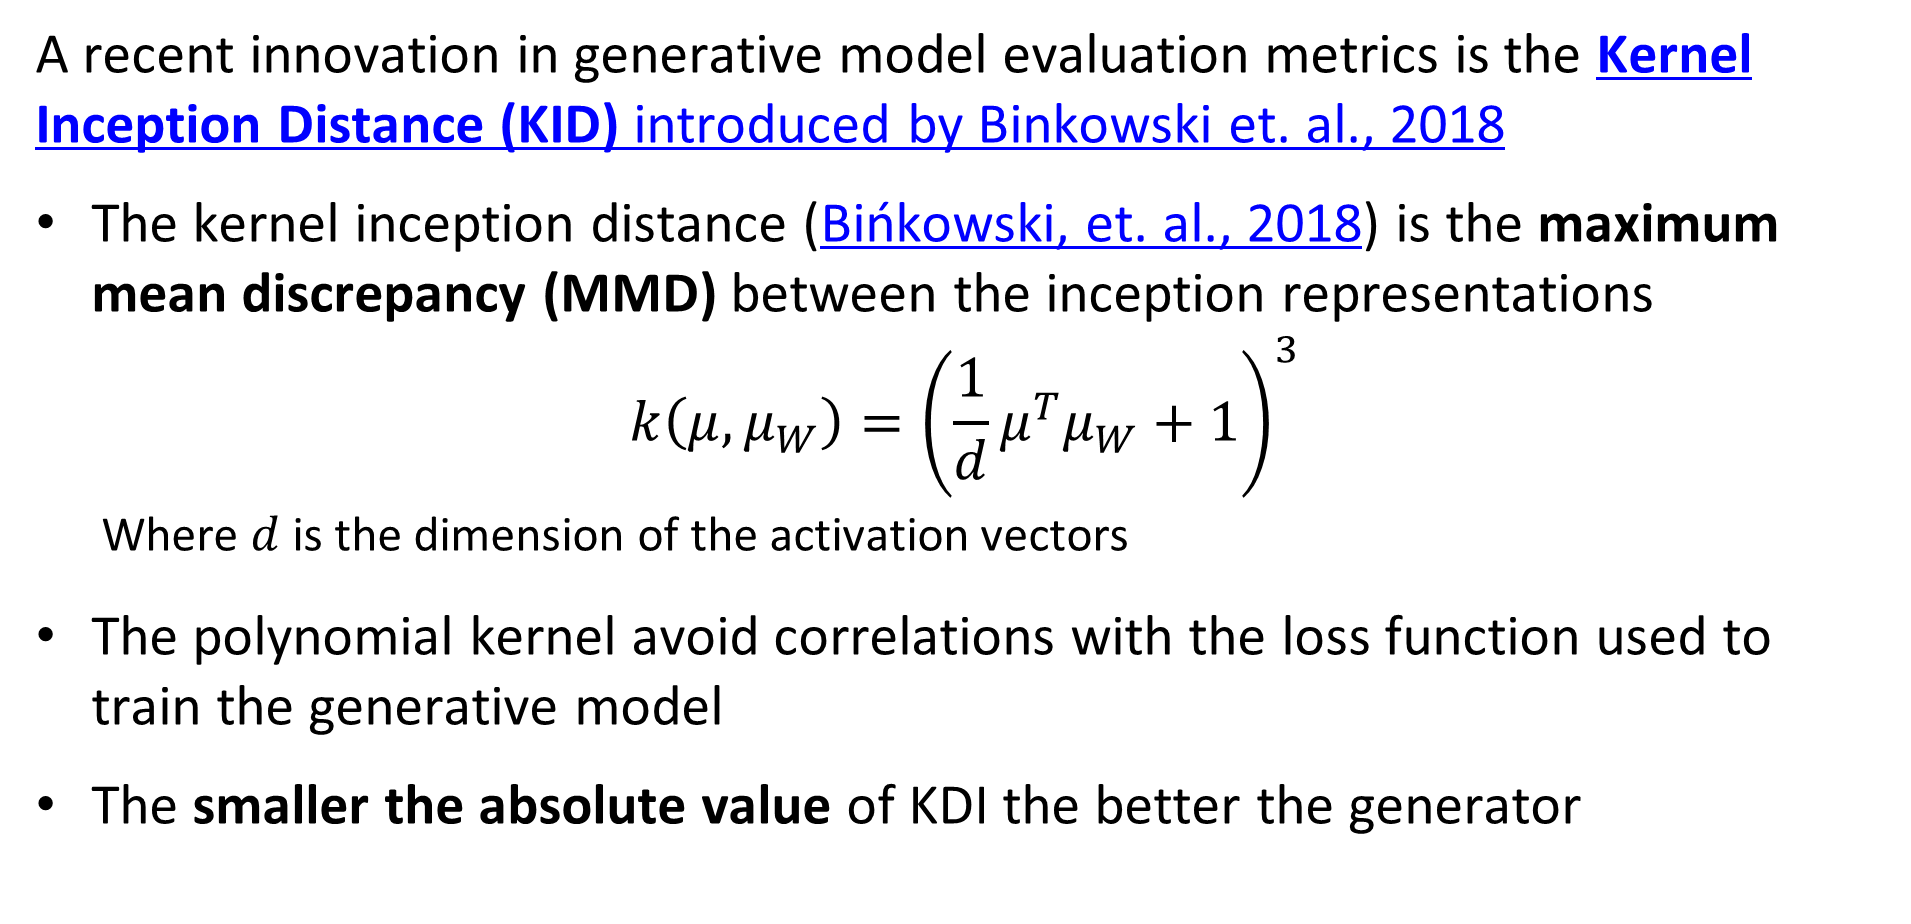 A recent innovation in generative model evaluation metrics is the Kernel
Inception Distance (KID) introduced by Binkowski et. al., 2018
• The kernel inception distance (Bińkowski, et. al., 2018) is the maximum
mean discrepancy (MMD) between the inception representations
k(μ, μ_W) = (1/d μ^T μ_W + 1)^3
Where d is the dimension of the activation vectors
• The polynomial kernel avoid correlations with the loss function used to
train the generative model
• The smaller the absolute value of KDI the better the generator